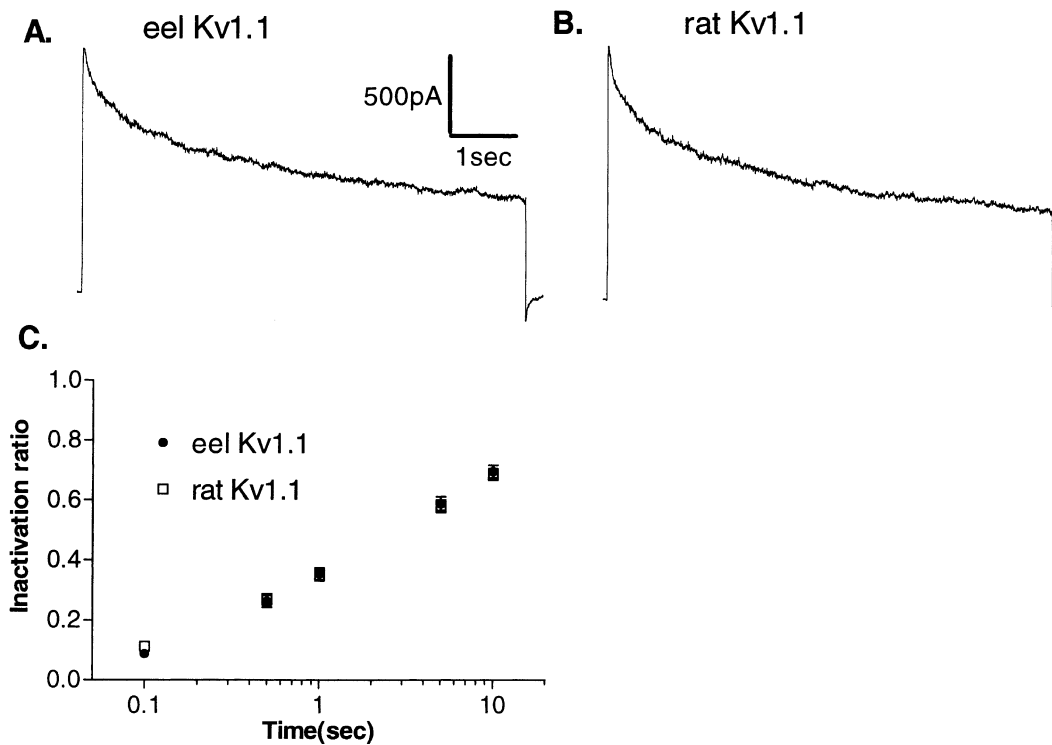 A.
eel Kv1.1
B.
rat Kv1.1
500pA
1sec
C.
Inactivation ratio
1.0
0.8
0.6
0.4
0.2
0.0
eel Kv1.1
rat Kv1.1
0.1
1
10
Time(sec)